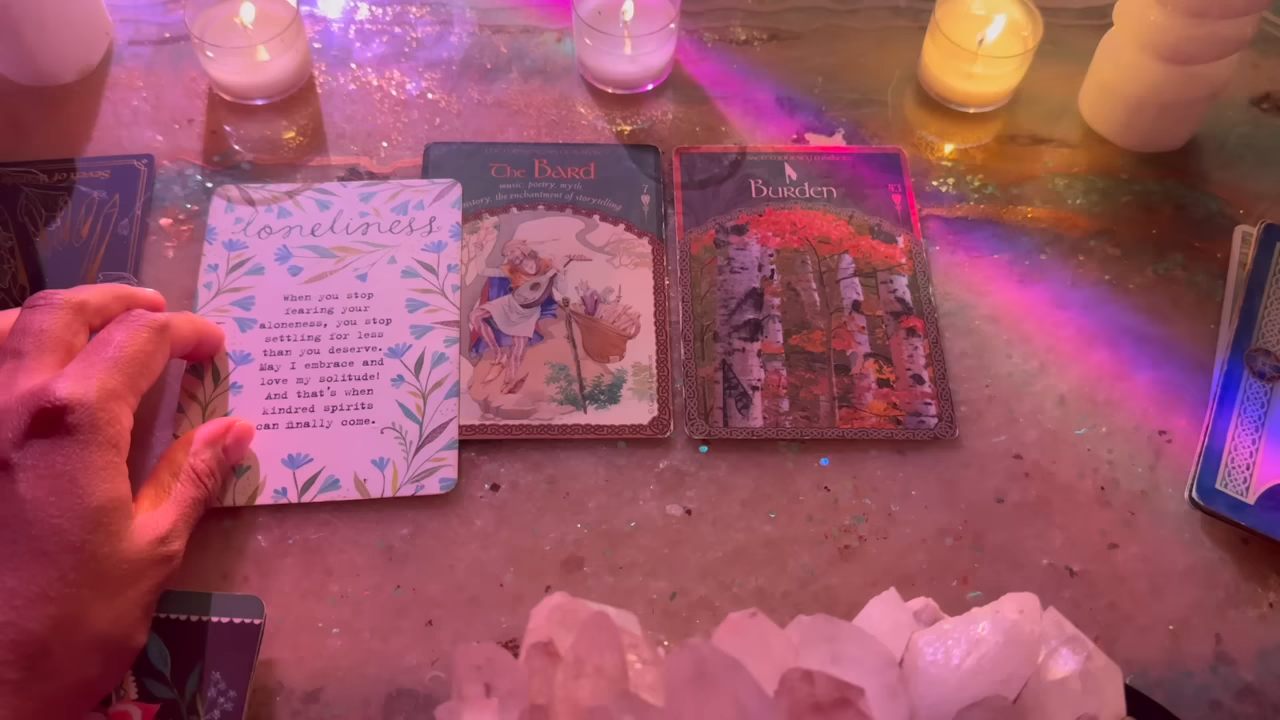 loneliness
When you stop
fearing your
aloneness, you stop
settling for less
than you deserve.
May I embrace and
love my solitude!
And that's when
kindred spirits
can finally come.
The Bard
music, poetry, myth
history, the enchantment of storytelling
7
Burden
Seven of